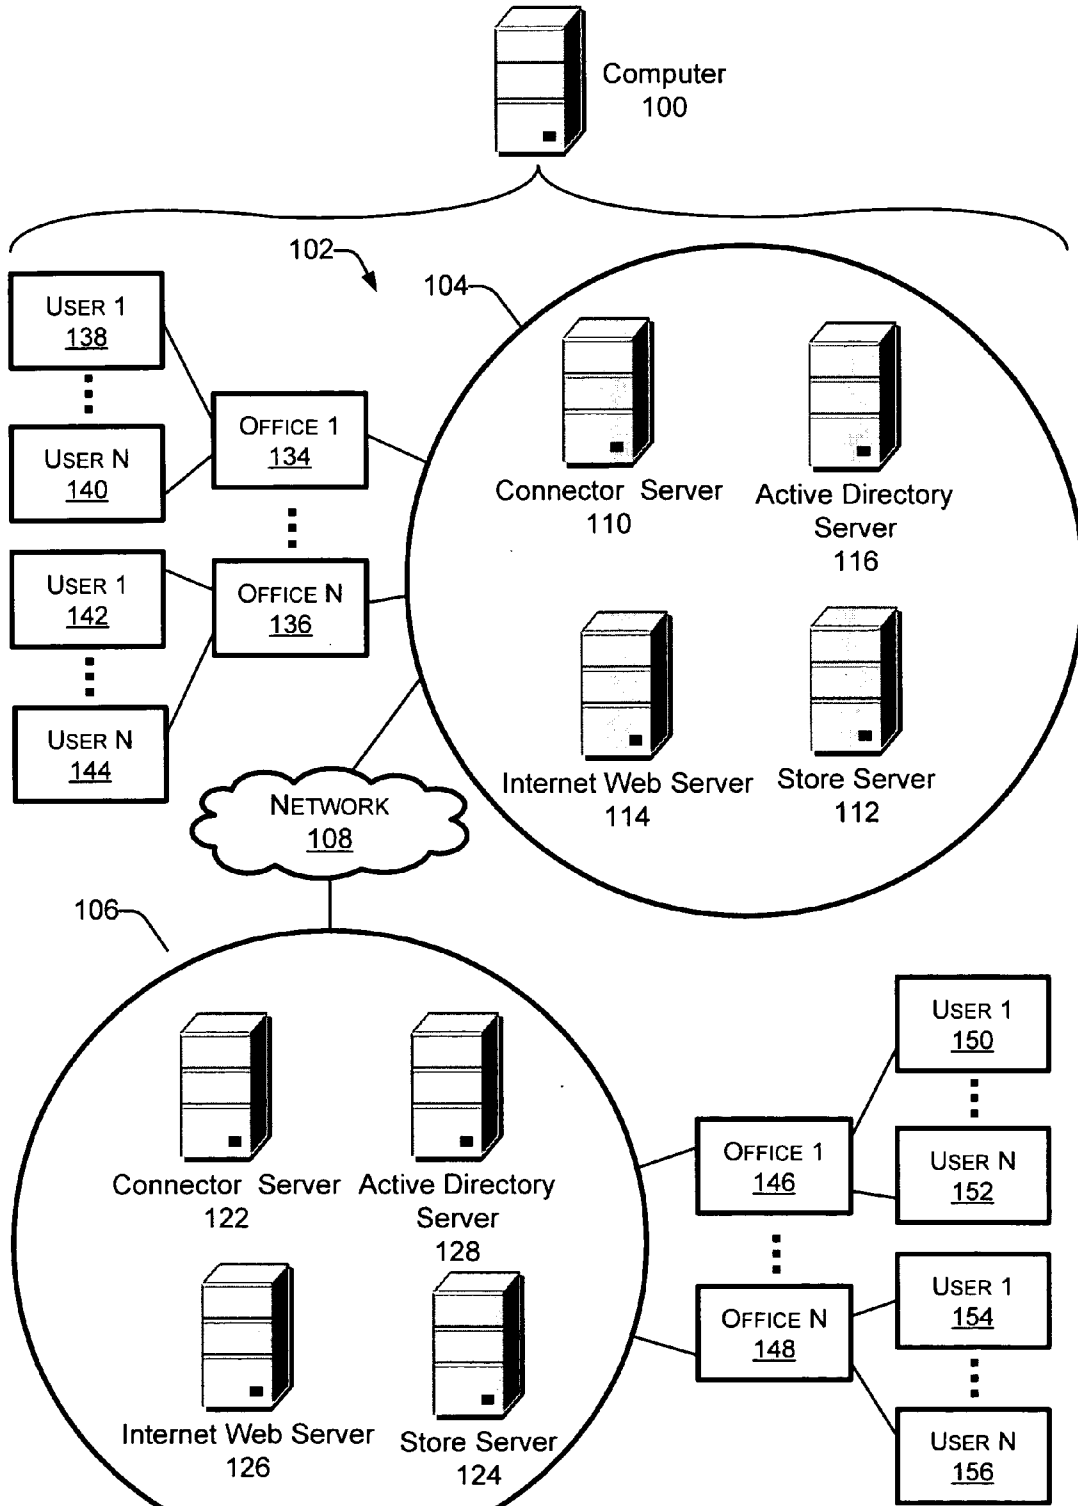 Computer
100
102
104
USER 1
138
USER N
140
OFFICE 1
134
USER 1
142
OFFICE N
136
USER N
144
Connector Server
110
Active Directory
Server
116
Internet Web Server
114
Store Server
112
NETWORK
108
106
Connector Server
122
Active Directory
Server
128
Internet Web Server
126
Store Server
124
OFFICE 1
146
OFFICE N
148
USER 1
150
USER N
152
USER 1
154
USER N
156